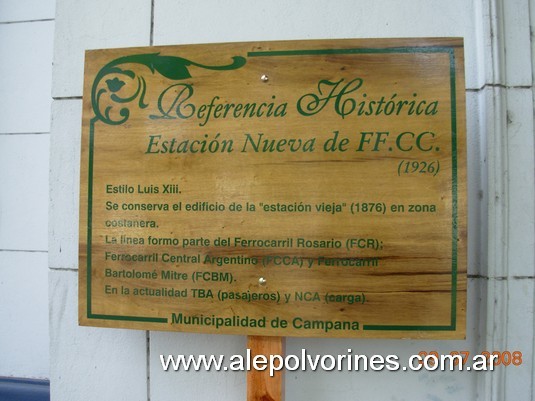 Referencia Histórica
Estación Nueva de FF.CC.
(1926)
Estilo Luis Xiii.
Se conserva el edificio de la "estación vieja" (1876) en zona
costanera.
La linea formo parte del Ferrocarril Rosario (FCR);
Ferrocarril Central Argentino (FCCA) y Ferrocarril
Bartolomé Mitre (FCBM).
En la actualidad TBA (pasajeros) y NCA (carga).
Municipalidad de Campana
www.alepolvorines.com.ar